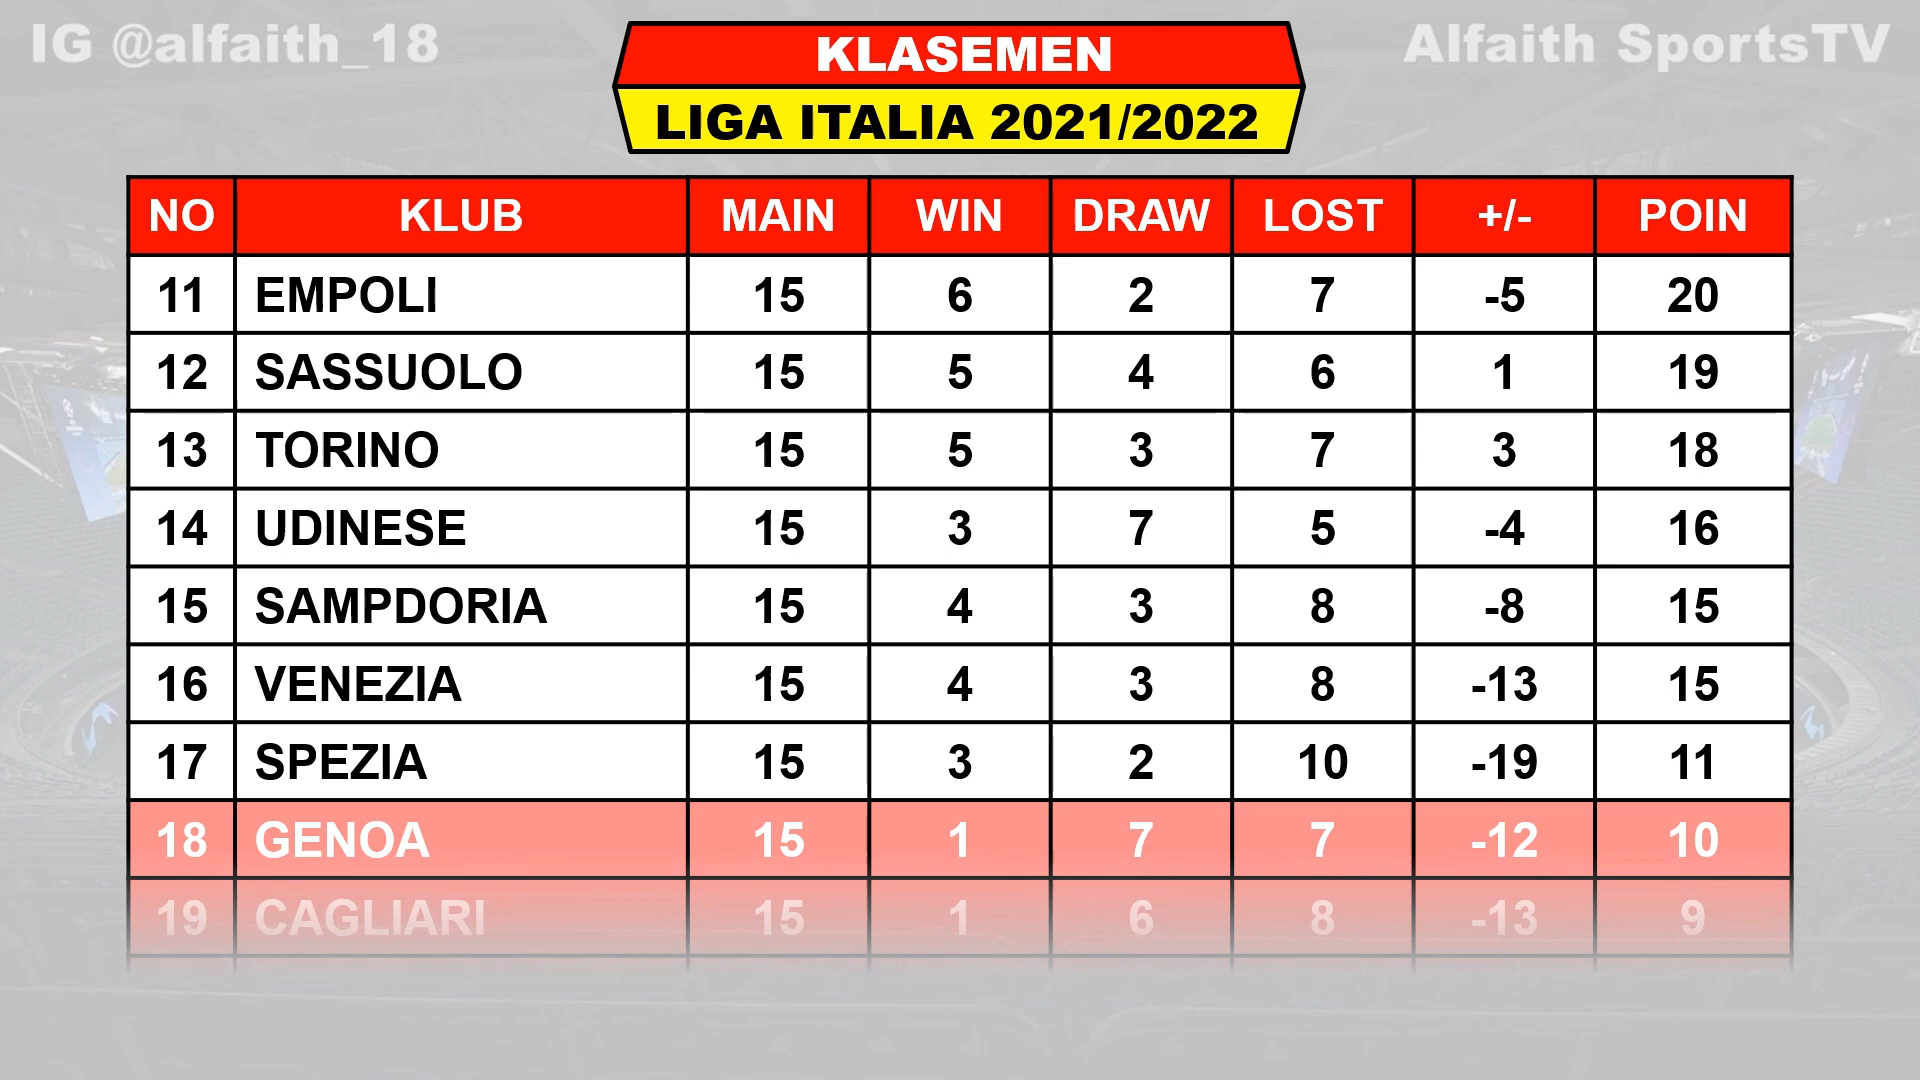 IG @alfaith_18
Alfaith SportsTV
KLASEMEN
LIGA ITALIA 2021/2022
NO KLUB MAIN WIN DRAW LOST +/- POIN
11 EMPOLI 15 6 2 7 -5 20
12 SASSUOLO 15 5 4 6 1 19
13 TORINO 15 5 3 7 3 18
14 UDINESE 15 3 7 5 -4 16
15 SAMPDORIA 15 4 3 8 -8 15
16 VENEZIA 15 4 3 8 -13 15
17 SPEZIA 15 3 2 10 -19 11
18 GENOA 15 1 7 7 -12 10
19 CAGLIARI 15 1 6 8 -13 9